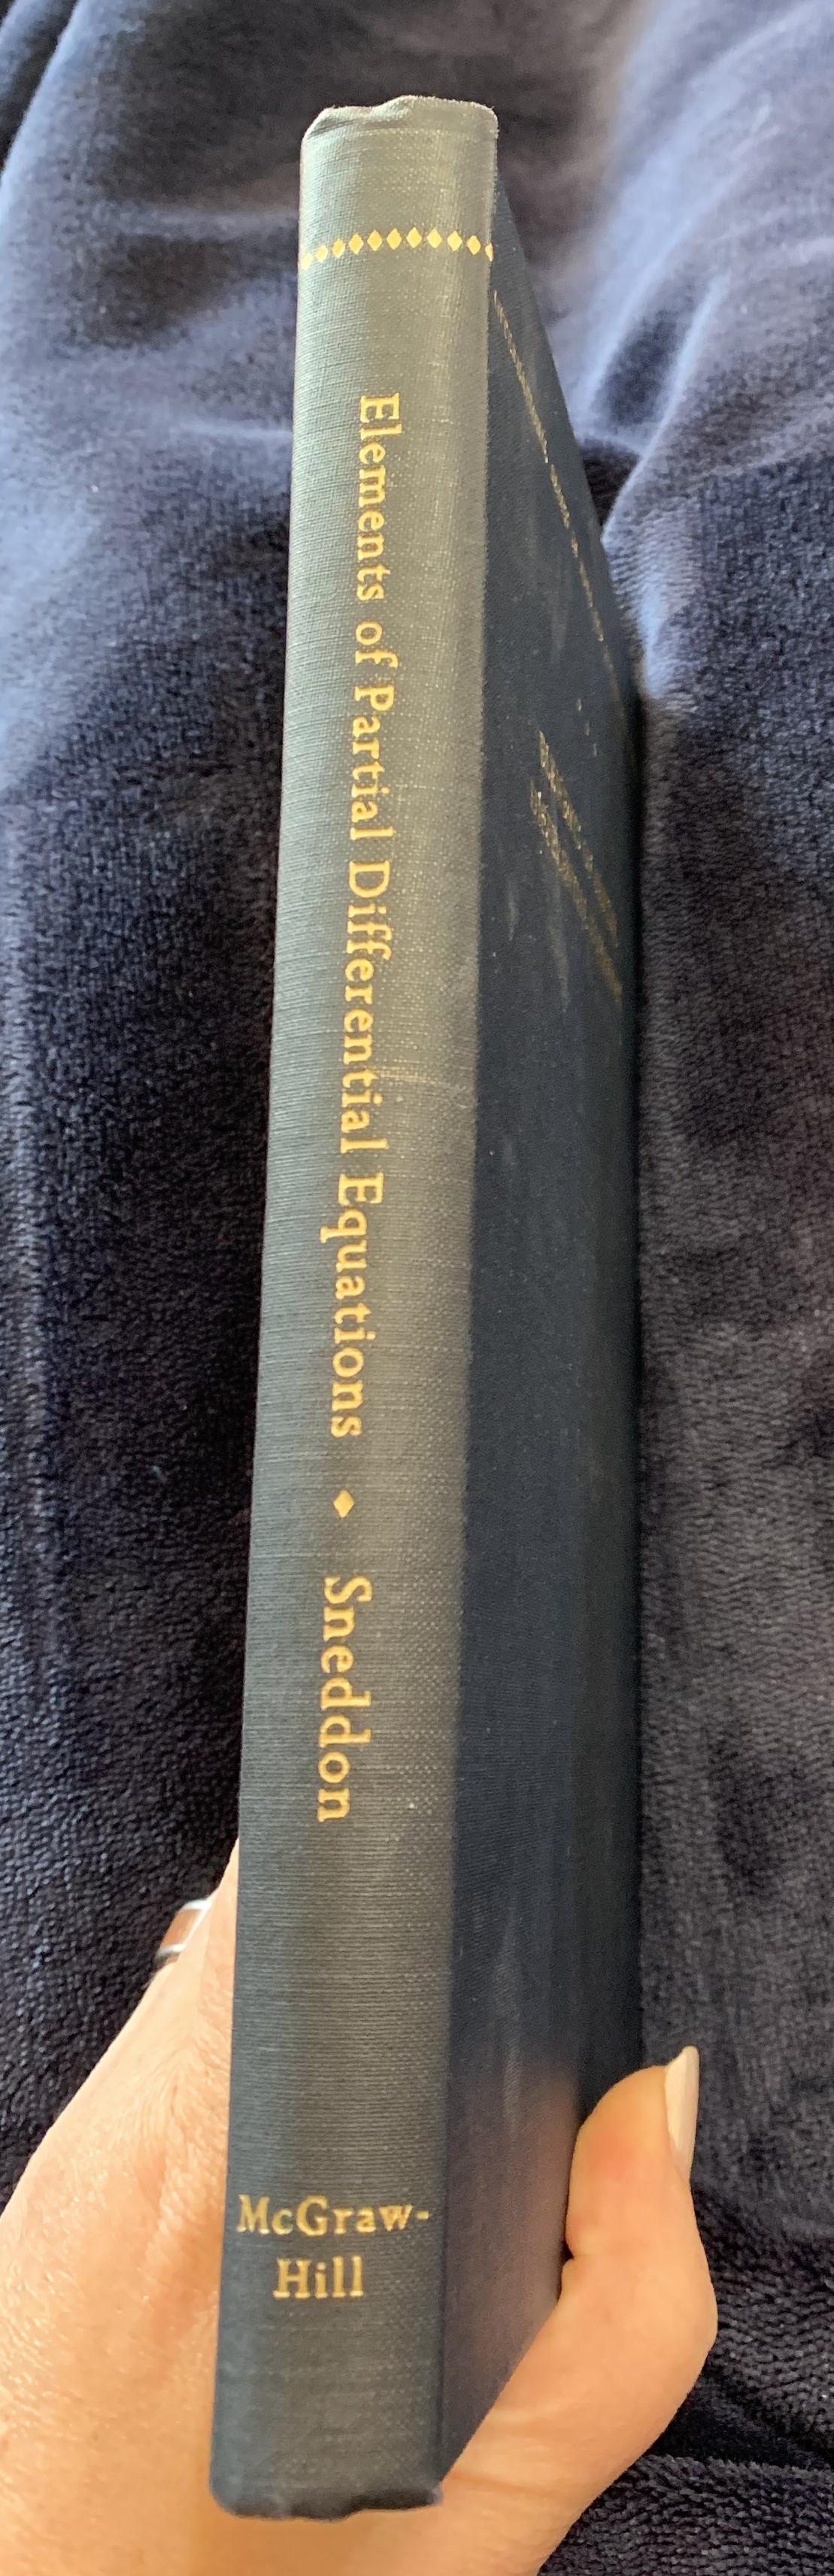 Elements of Partial Differential Equations ♦ Sneddon
McGraw-
Hill